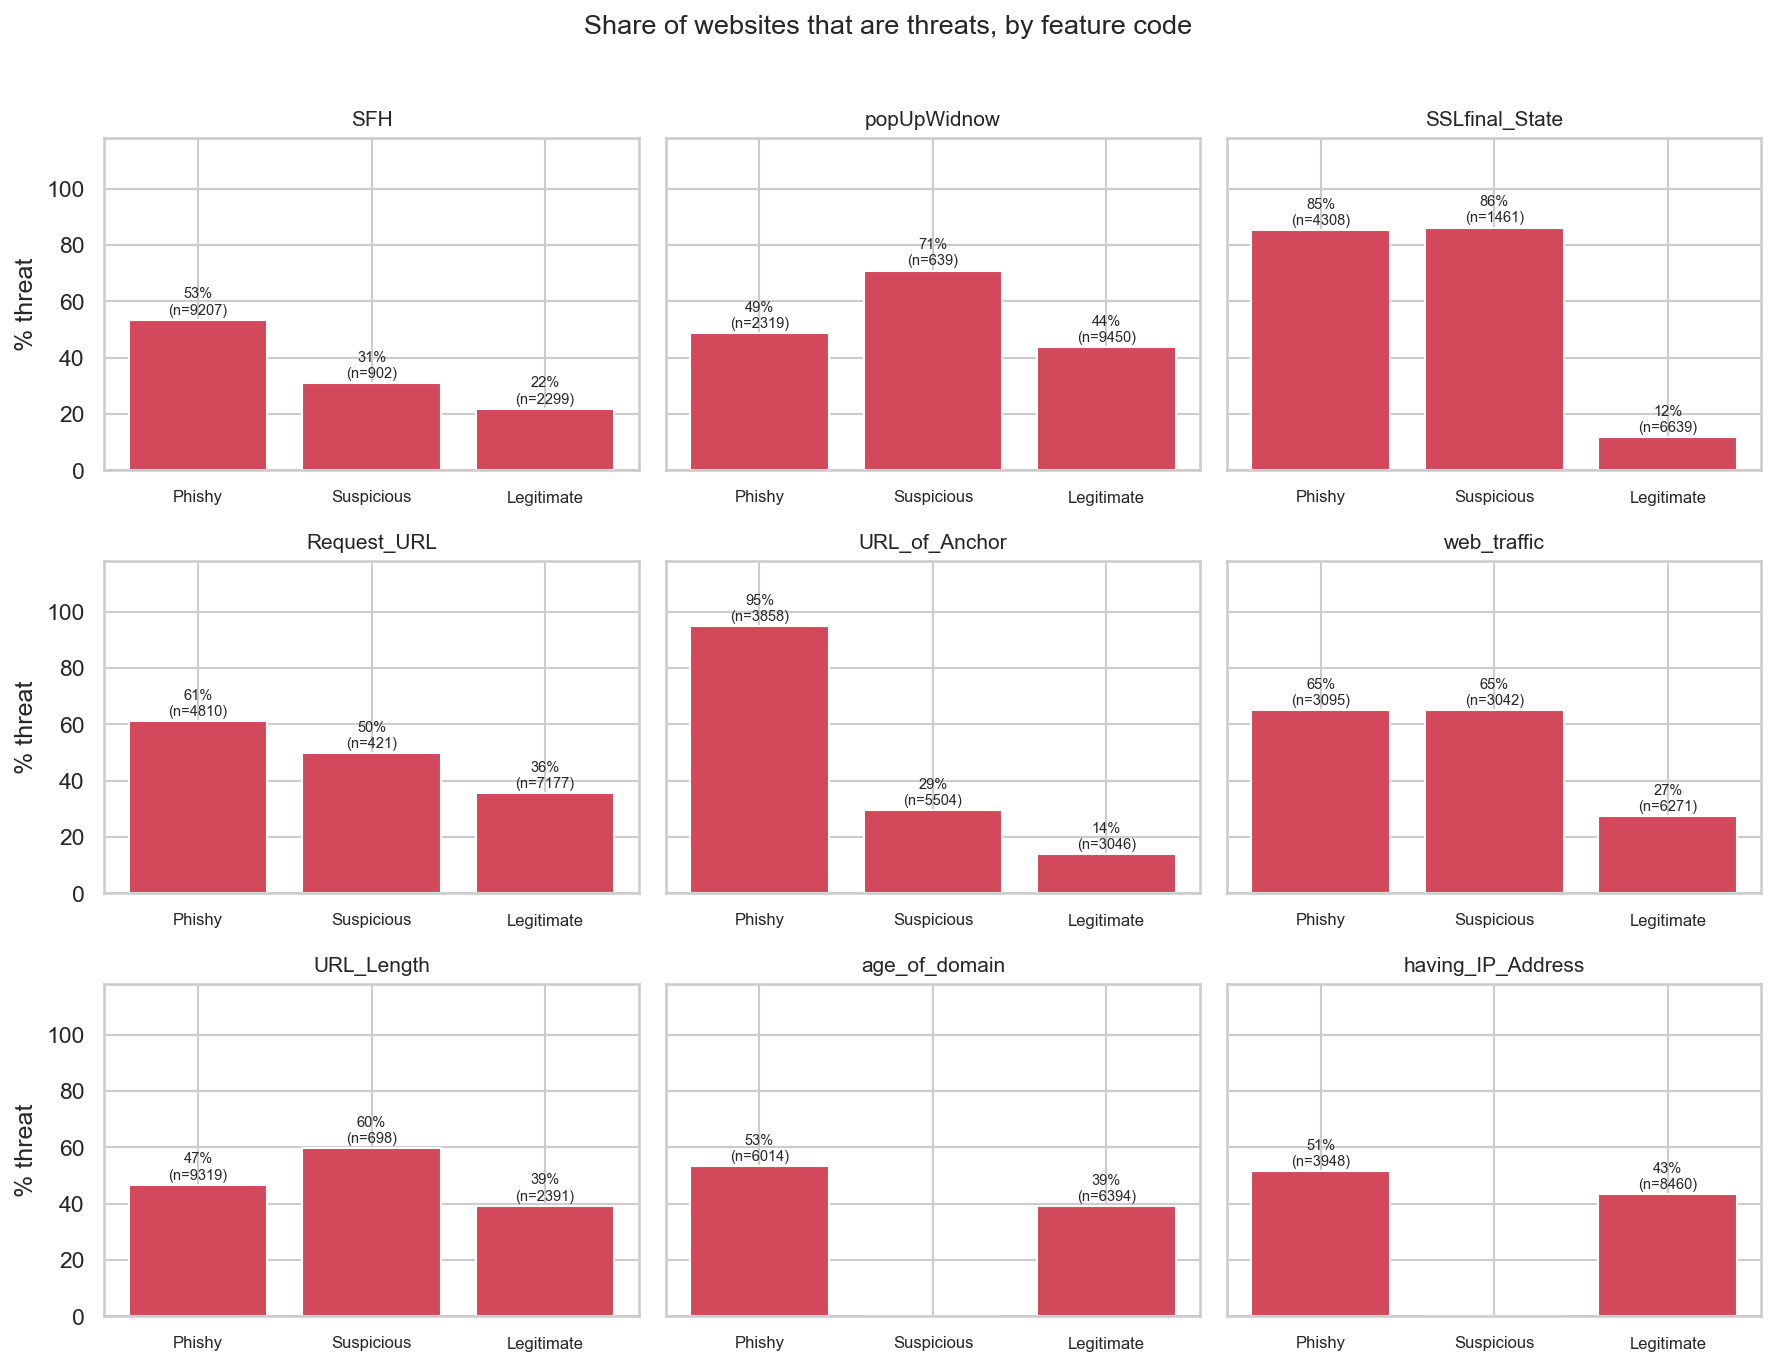 Share of websites that are threats, by feature code
SFH
% threat
100
80
60
40
20
0
53%
(n=9207)
31%
(n=902)
22%
(n=2299)
Phishy
Suspicious
Legitimate
popUpWidnow
49%
(n=2319)
71%
(n=639)
44%
(n=9450)
Phishy
Suspicious
Legitimate
SSLfinal_State
85%
(n=4308)
86%
(n=1461)
12%
(n=6639)
Phishy
Suspicious
Legitimate
Request_URL
% threat
100
80
60
40
20
0
61%
(n=4810)
50%
(n=421)
36%
(n=7177)
Phishy
Suspicious
Legitimate
URL_of_Anchor
95%
(n=3858)
29%
(n=5504)
14%
(n=3046)
Phishy
Suspicious
Legitimate
web_traffic
65%
(n=3095)
65%
(n=3042)
27%
(n=6271)
Phishy
Suspicious
Legitimate
URL_Length
% threat
100
80
60
40
20
0
47%
(n=9319)
60%
(n=698)
39%
(n=2391)
Phishy
Suspicious
Legitimate
age_of_domain
53%
(n=6014)
39%
(n=6394)
Phishy
Suspicious
Legitimate
having_IP_Address
51%
(n=3948)
43%
(n=8460)
Phishy
Suspicious
Legitimate